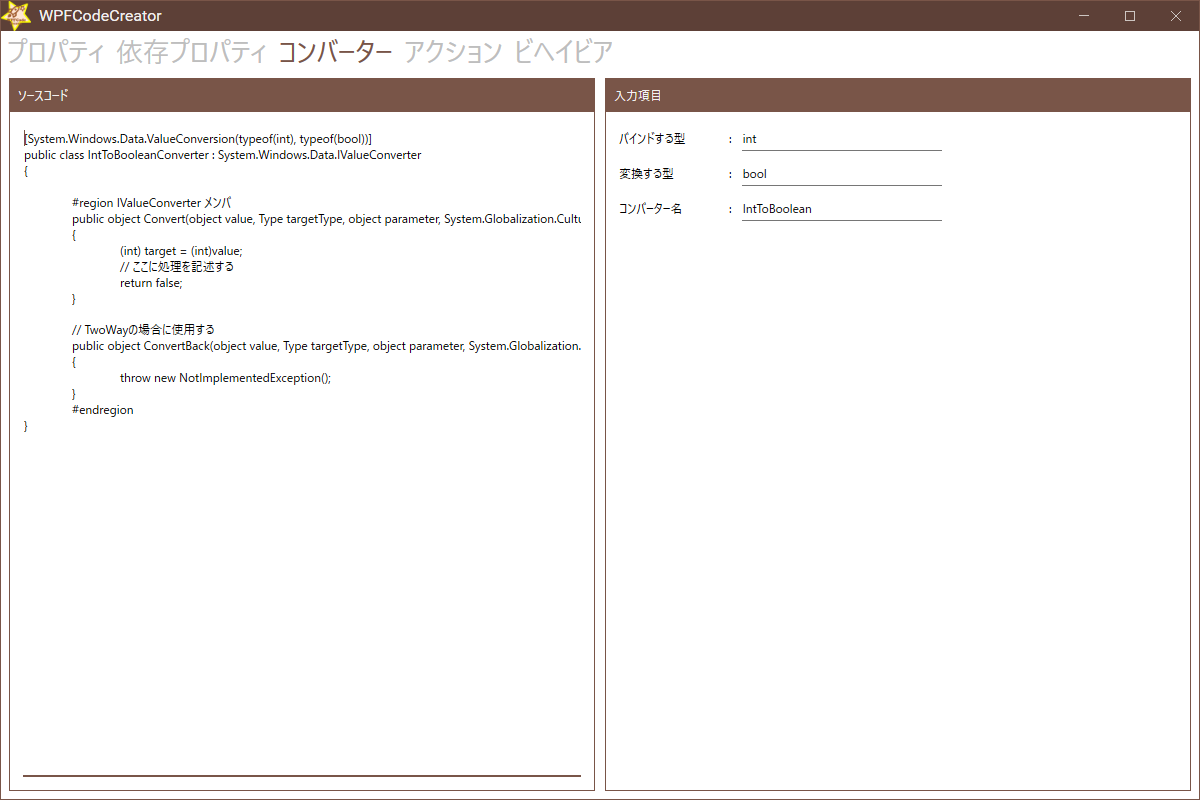 WPFCodeCreator
プロパティ 依存プロパティ コンバーター アクション ビヘイビア
ソースコード
[System.Windows.Data.ValueConversion(typeof(int), typeof(bool))]
public class IntToBooleanConverter : System.Windows.Data.IValueConverter
{
#region IValueConverter メンバ
public object Convert(object value, Type targetType, object parameter, System.Globalization.Cultu
{
(int) target = (int)value;
// ここに処理を記述する
return false;
}
// TwoWayの場合に使用する
public object ConvertBack(object value, Type targetType, object parameter, System.Globalization.
{
throw new NotImplementedException();
}
#endregion
}
入力項目
バインドする型 : int
変換する型 : bool
コンバーター名 : IntToBoolean